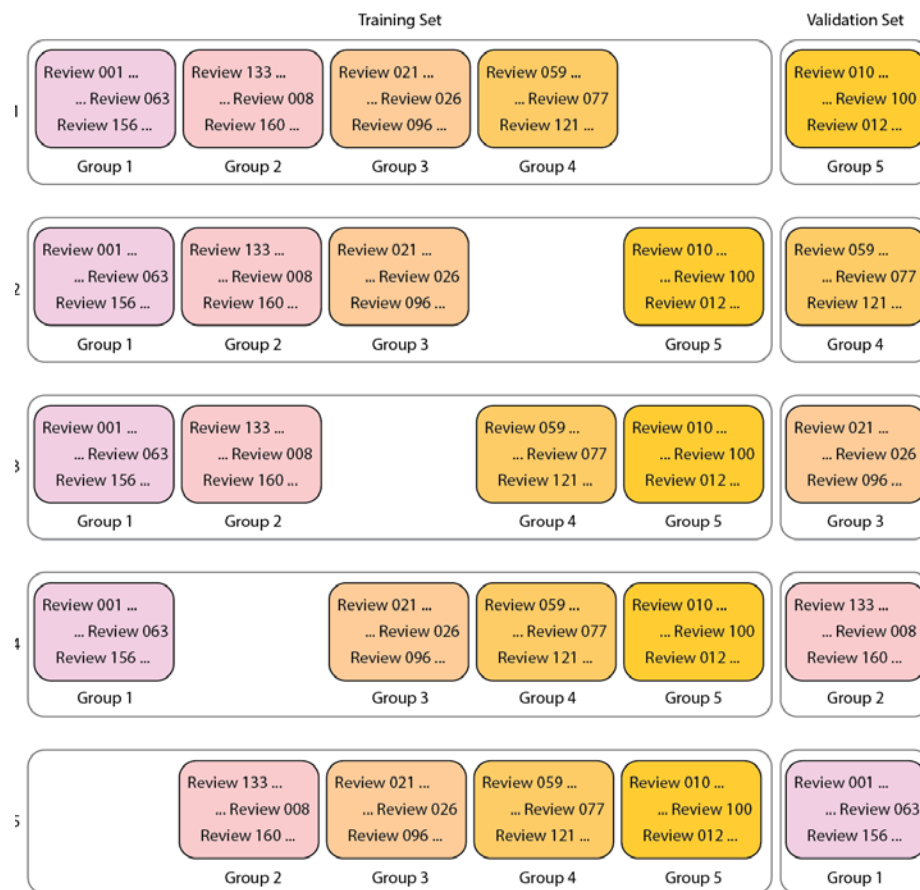 Training Set
Validation Set
Review 001 ...
... Review 063
Review 156 ...
Group 1
Review 133 ...
... Review 008
Review 160 ...
Group 2
Review 021 ...
... Review 026
Review 096 ...
Group 3
Review 059 ...
... Review 077
Review 121 ...
Group 4
Review 010 ...
... Review 100
Review 012 ...
Group 5
2
Review 001 ...
... Review 063
Review 156 ...
Group 1
Review 133 ...
... Review 008
Review 160 ...
Group 2
Review 021 ...
... Review 026
Review 096 ...
Group 3
Review 010 ...
... Review 100
Review 012 ...
Group 5
Review 059 ...
... Review 077
Review 121 ...
Group 4
3
Review 001 ...
... Review 063
Review 156 ...
Group 1
Review 133 ...
... Review 008
Review 160 ...
Group 2
Review 059 ...
... Review 077
Review 121 ...
Group 4
Review 010 ...
... Review 100
Review 012 ...
Group 5
Review 021 ...
... Review 026
Review 096 ...
Group 3
4
Review 001 ...
... Review 063
Review 156 ...
Group 1
Review 021 ...
... Review 026
Review 096 ...
Group 3
Review 059 ...
... Review 077
Review 121 ...
Group 4
Review 010 ...
... Review 100
Review 012 ...
Group 5
Review 133 ...
... Review 008
Review 160 ...
Group 2
5
Review 133 ...
... Review 008
Review 160 ...
Group 2
Review 021 ...
... Review 026
Review 096 ...
Group 3
Review 059 ...
... Review 077
Review 121 ...
Group 4
Review 010 ...
... Review 100
Review 012 ...
Group 5
Review 001 ...
... Review 063
Review 156 ...
Group 1